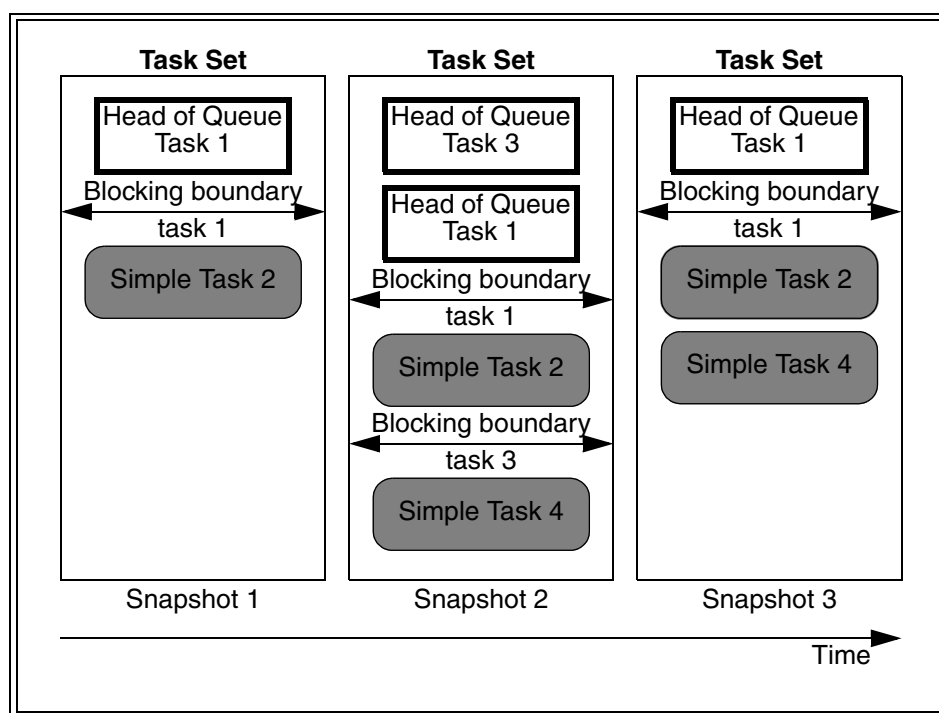 Task Set
Head of Queue
Task 1
Blocking boundary
task 1
Simple Task 2
Snapshot 1
Task Set
Head of Queue
Task 3
Head of Queue
Task 1
Blocking boundary
task 1
Simple Task 2
Blocking boundary
task 3
Simple Task 4
Snapshot 2
Task Set
Head of Queue
Task 1
Blocking boundary
task 1
Simple Task 2
Simple Task 4
Snapshot 3
Time